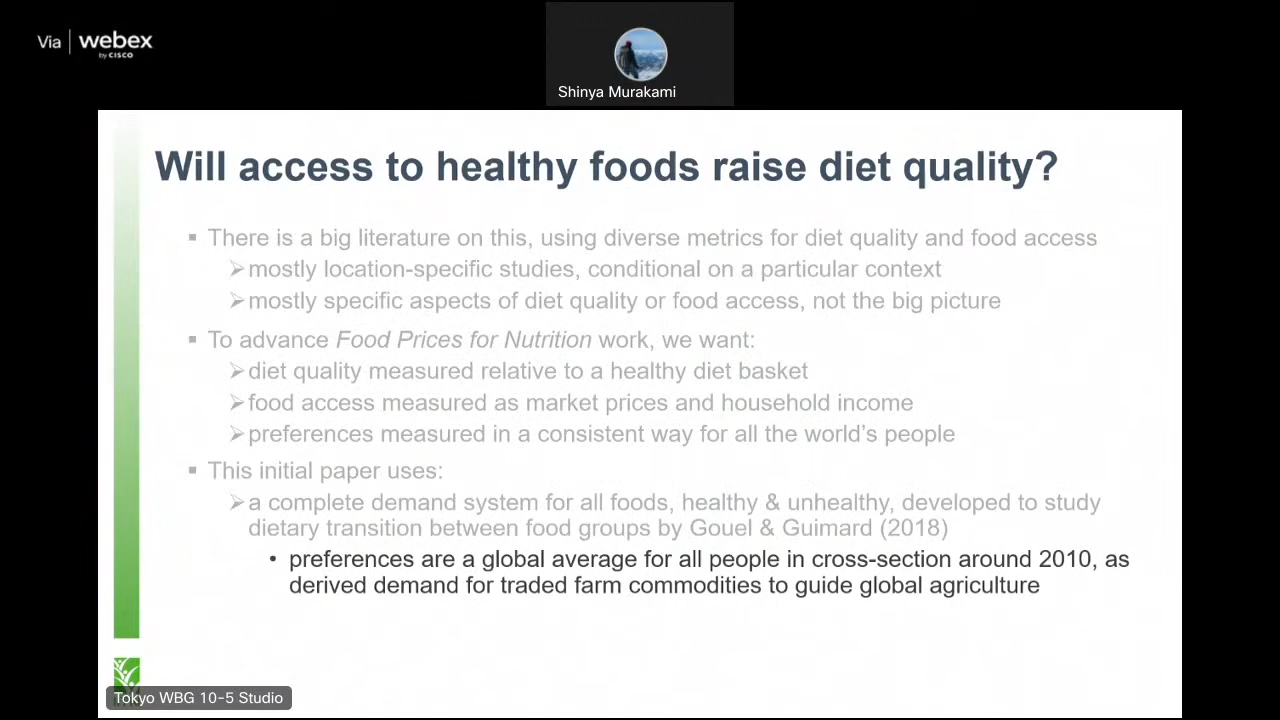 Via | webex
by CISCO
Shinya Murakami
Will access to healthy foods raise diet quality?
▪ There is a big literature on this, using diverse metrics for diet quality and food access
➢mostly location-specific studies, conditional on a particular context
➢mostly specific aspects of diet quality or food access, not the big picture
▪ To advance Food Prices for Nutrition work, we want:
➢diet quality measured relative to a healthy diet basket
➢food access measured as market prices and household income
➢preferences measured in a consistent way for all the world’s people
▪ This initial paper uses:
➢a complete demand system for all foods, healthy & unhealthy, developed to study
dietary transition between food groups by Gouel & Guimard (2018)
• preferences are a global average for all people in cross-section around 2010, as
derived demand for traded farm commodities to guide global agriculture
Tokyo WBG 10-5 Studio